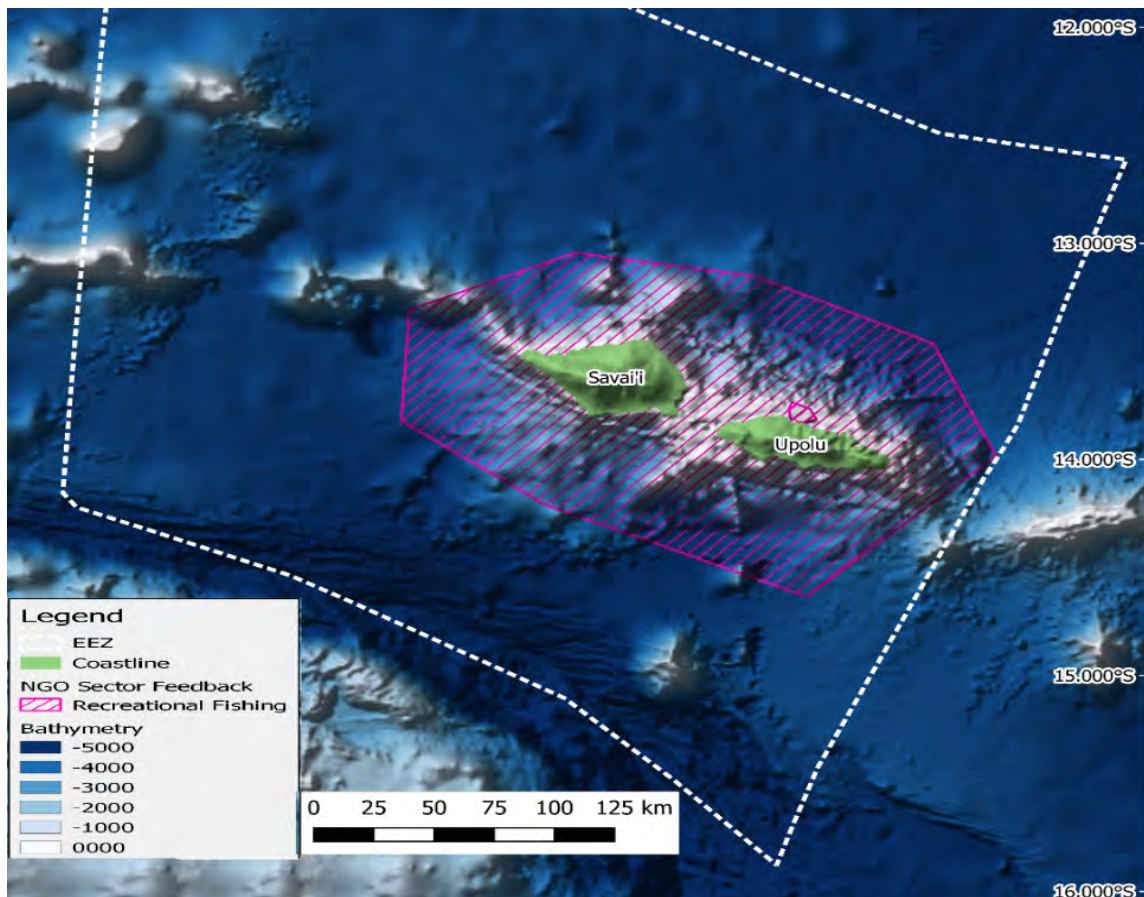 12.000°S
13.000°S
Savai'i
Upolu
14.000°S
15.000°S
16.000°S
Legend
EEZ
Coastline
NGO Sector Feedback
Recreational Fishing
Bathymetry
-5000
-4000
-3000
-2000
-1000
0000
0 25 50 75 100 125 km